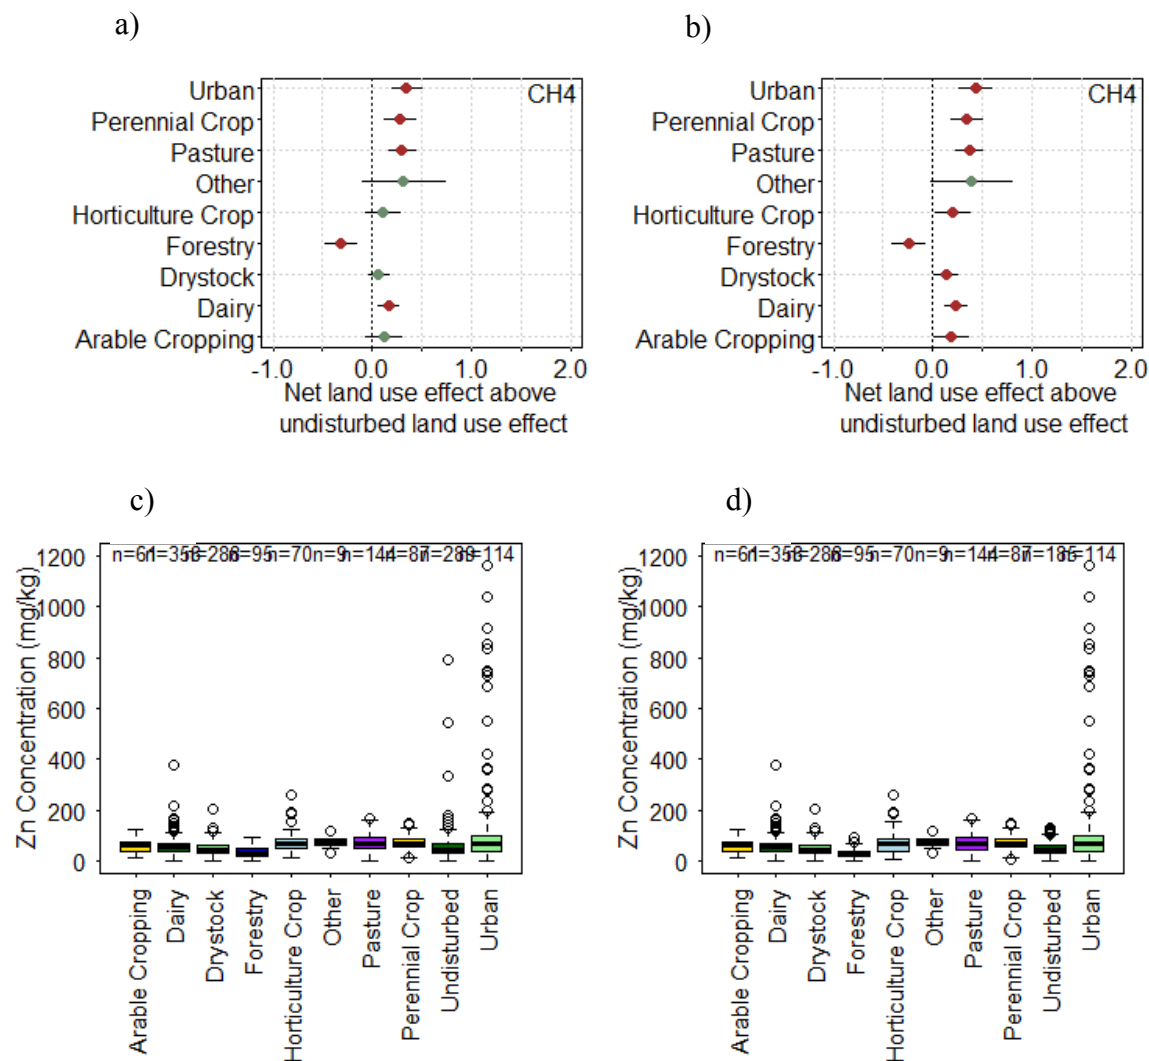 a)
b)
CH4
Urban
Perennial Crop
Pasture
Other
Horticulture Crop
Forestry
Drystock
Dairy
Arable Cropping
-1.0 0.0 1.0 2.0
Net land use effect above
undisturbed land use effect
CH4
Urban
Perennial Crop
Pasture
Other
Horticulture Crop
Forestry
Drystock
Dairy
Arable Cropping
-1.0 0.0 1.0 2.0
Net land use effect above
undisturbed land use effect
c)
d)
Zn Concentration (mg/kg)
1200
1000
800
600
400
200
0
n=70 n=9 n=114
Arable Cropping
Dairy
Drystock
Forestry
Horticulture Crop
Other
Pasture
Perennial Crop
Undisturbed
Urban
Zn Concentration (mg/kg)
1200
1000
800
600
400
200
0
n=70 n=9 n=114
Arable Cropping
Dairy
Drystock
Forestry
Horticulture Crop
Other
Pasture
Perennial Crop
Undisturbed
Urban